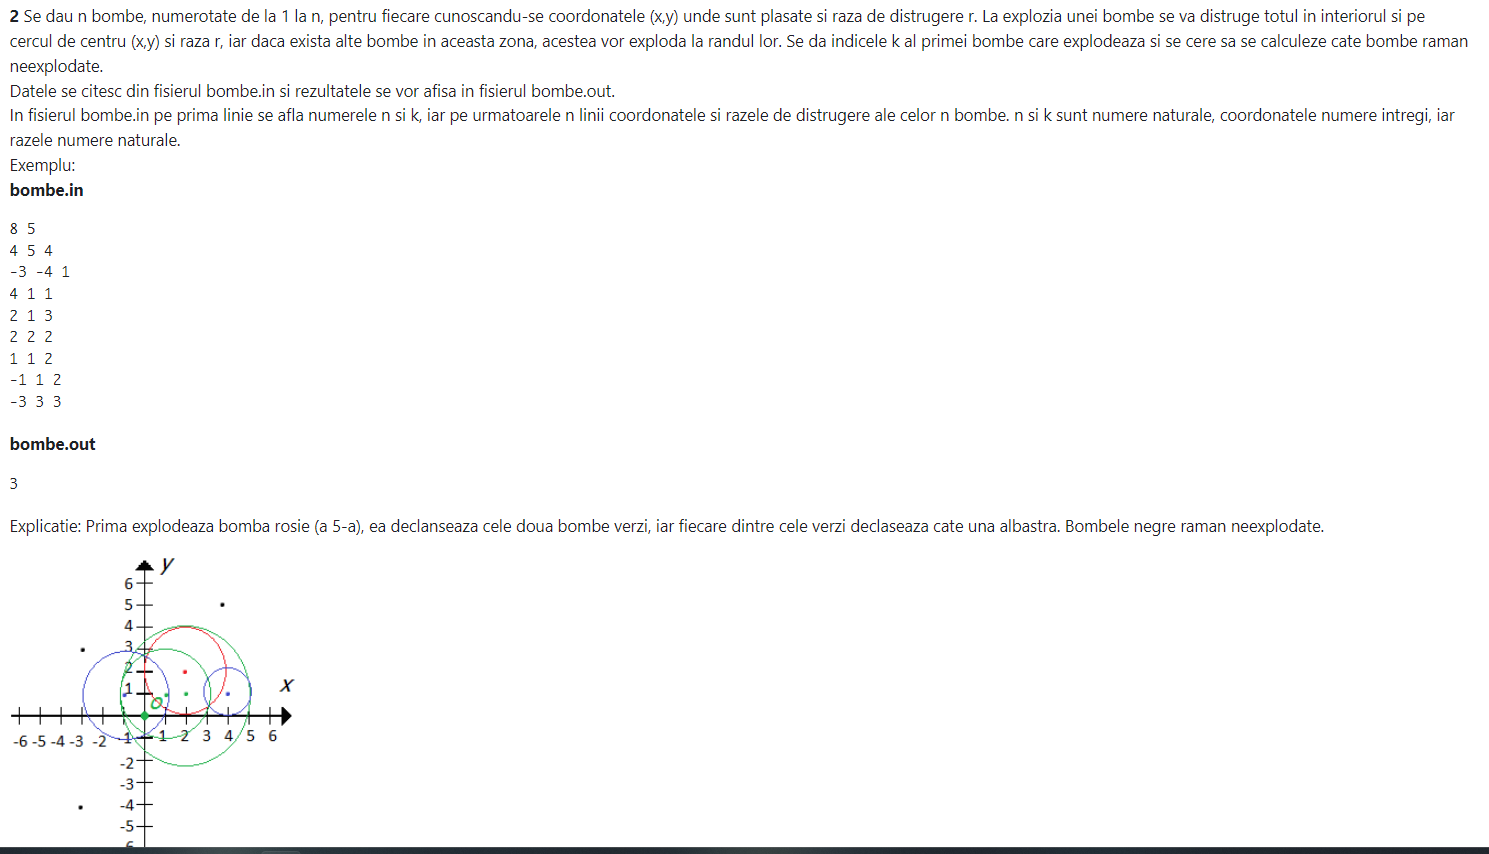 2 Se dau n bombe, numerotate de la 1 la n, pentru fiecare cunoscandu-se coordonatele (x,y) unde sunt plasate si raza de distrugere r. La explozia unei bombe se va distruge totul in interiorul si pe
cercul de centru (x,y) si raza r, iar daca exista alte bombe in aceasta zona, acestea vor exploda la randul lor. Se da indicele k al primei bombe care explodeaza si se cere sa se calculeze cate bombe raman
neexplodate.
Datele se citesc din fisierul bombe.in si rezultatele se vor afisa in fisierul bombe.out.
In fisierul bombe.in pe prima linie se afla numerele n si k, iar pe urmatoarele n linii coordonatele si razele de distrugere ale celor n bombe. n si k sunt numere naturale, coordonatele numere intregi, iar
razele numere naturale.
Exemplu:
bombe.in
8 5
4 5 4
-3 -4 1
4 1 1
2 1 3
2 2 2
1 1 2
-1 1 2
-3 3 3
bombe.out
3
Explicatie: Prima explodeaza bomba rosie (a 5-a), ea declanseaza cele doua bombe verzi, iar fiecare dintre cele verzi declaseaza cate una albastra. Bombele negre raman neexplodate.
y
6
5
4
3
2
1
x
O
-6 -5 -4 -3 -2 -1 1 2 3 4 5 6
-2
-3
-4
-5